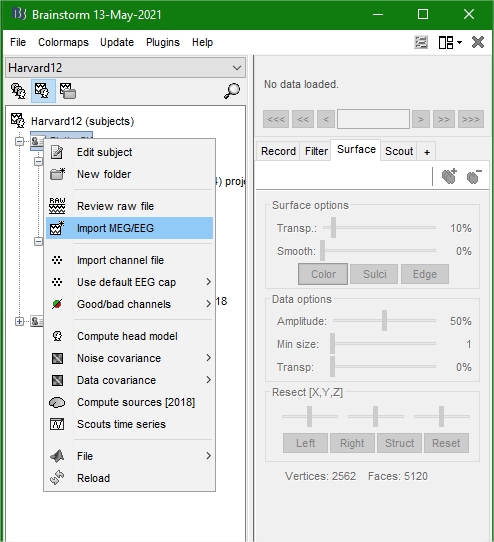 Brainstorm 13-May-2021
File Colormaps Update Plugins Help
Harvard12
No data loaded.
<<< << < > >> >>>
Harvard12 (subjects)
Record Filter Surface Scout +
Edit subject
New folder
4) proje
RAW Review raw file
Import MEG/EEG
Import channel file
Use default EEG cap
Good/bad channels
18
Compute head model
Noise covariance
Data covariance
Compute sources [2018]
Scouts time series
File
Reload
Surface options
Transp.: 10%
Smooth: 0%
Color Sulci Edge
Data options
Amplitude: 50%
Min size: 1
Transp: 0%
Resect [X,Y,Z]
Left Right Struct Reset
Vertices: 2562 Faces: 5120